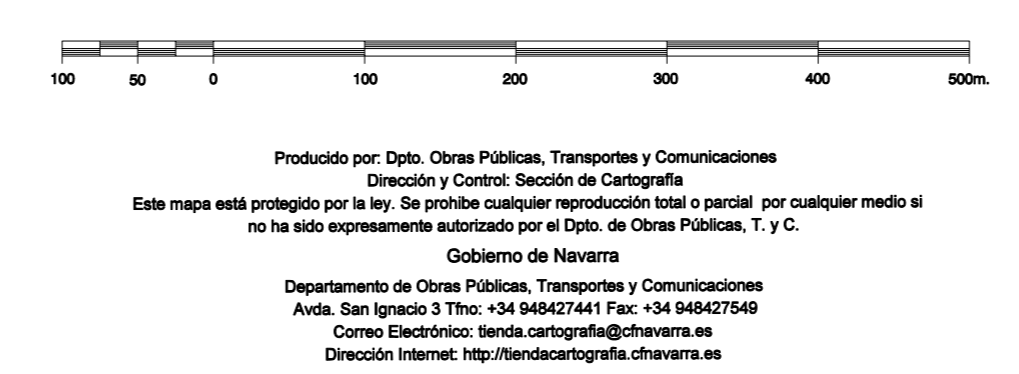 100 50 0 100 200 300 400 500m.
Producido por: Dpto. Obras Públicas, Transportes y Comunicaciones
Dirección y Control: Sección de Cartografía
Este mapa está protegido por la ley. Se prohibe cualquier reproducción total o parcial por cualquier medio si
no ha sido expresamente autorizado por el Dpto. de Obras Públicas, T. y C.
Gobierno de Navarra
Departamento de Obras Públicas, Transportes y Comunicaciones
Avda. San Ignacio 3 Tfno: +34 948427441 Fax: +34 948427549
Correo Electrónico: tienda.cartografia@cfnavarra.es
Dirección Internet: http://tiendacartografia.cfnavarra.es